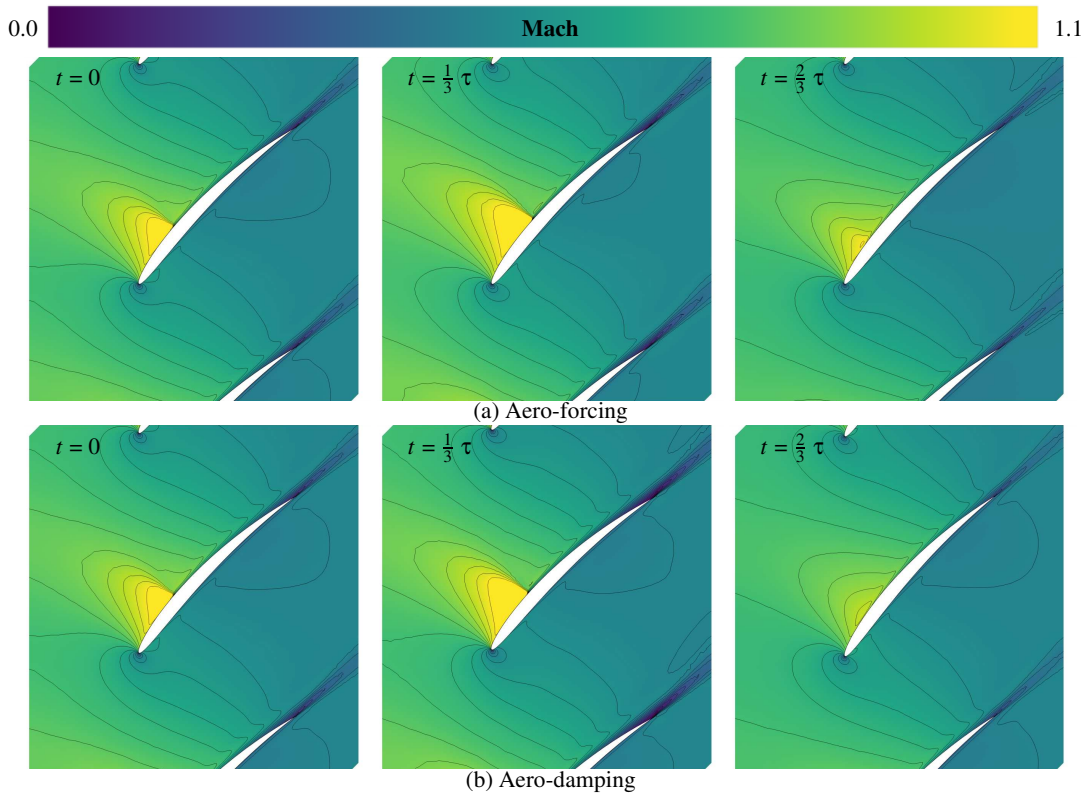 0.0 Mach 1.1
t = 0 t = 1/3 τ t = 2/3 τ
(a) Aero-forcing
t = 0 t = 1/3 τ t = 2/3 τ
(b) Aero-damping